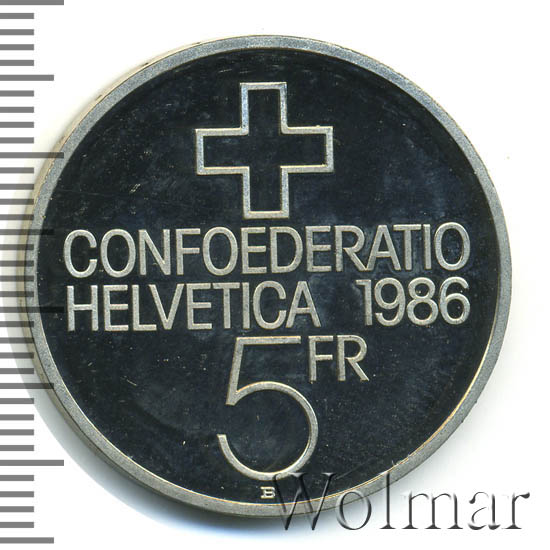 CONFOEDERATIO
HELVETICA 1986
5 FR
B
Wolmar